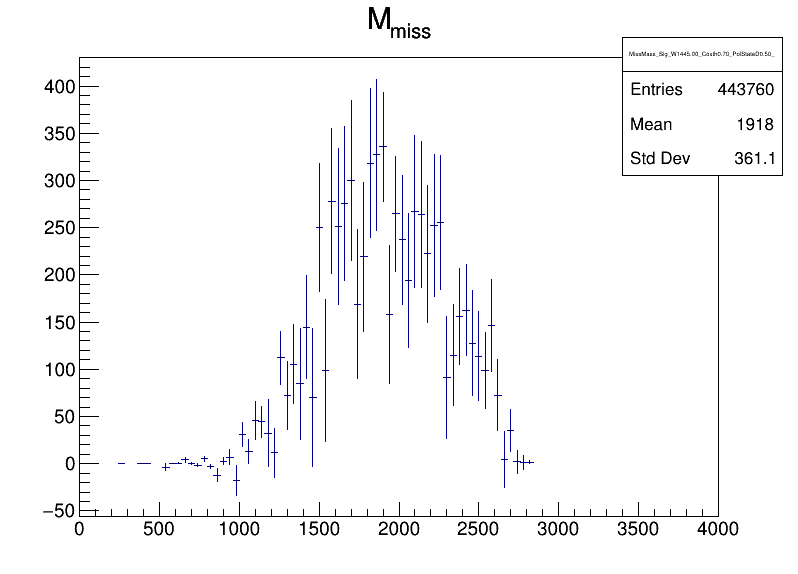 M_miss
MissMass_Sig_W1445.00_Costh0.70_PolStateD0.50_
Entries 443760
Mean 1918
Std Dev 361.1
400
350
300
250
200
150
100
50
0
−50
0 500 1000 1500 2000 2500 3000 3500 4000